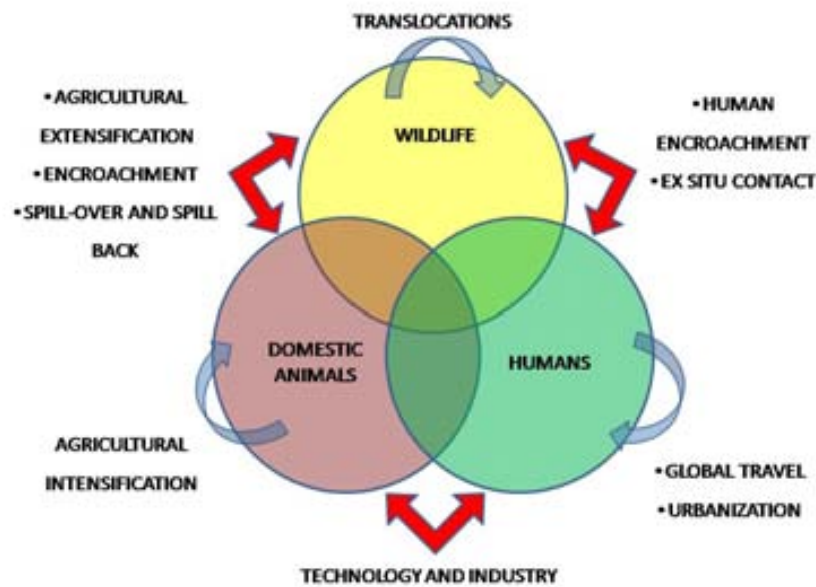 TRANSLOCATIONS
•AGRICULTURAL
EXTENSIFICATION
•ENCROACHMENT
•SPILL-OVER AND SPILL
BACK
WILDLIFE
•HUMAN
ENCROACHMENT
•EX SITU CONTACT
DOMESTIC
ANIMALS
HUMANS
AGRICULTURAL
INTENSIFICATION
•GLOBAL TRAVEL
•URBANIZATION
TECHNOLOGY AND INDUSTRY